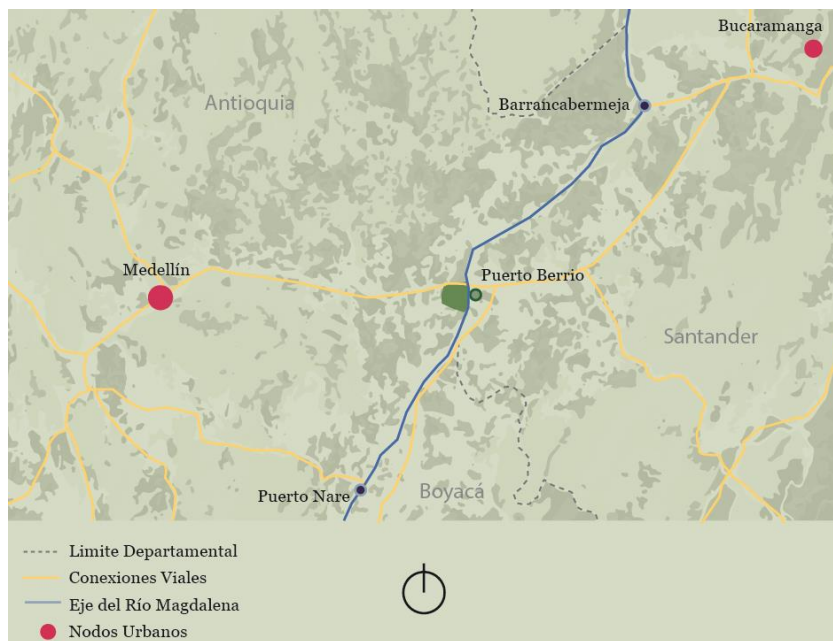 Bucaramanga
Antioquia
Barrancabermeja
Medellín
Puerto Berrio
Santander
Puerto Nare
Boyacá
Limite Departamental
Conexiones Viales
Eje del Río Magdalena
Nodos Urbanos